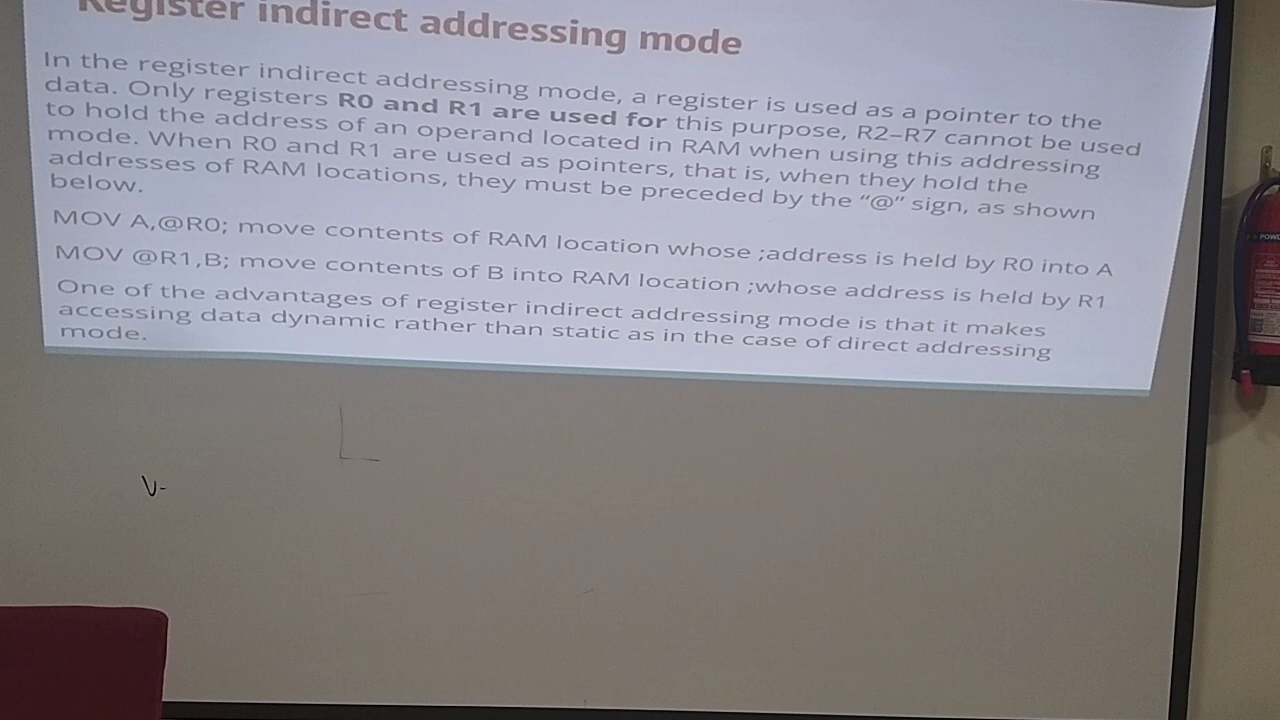 Register indirect addressing mode
In the register indirect addressing mode, a register is used as a pointer to the
data. Only registers R0 and R1 are used for this purpose, R2–R7 cannot be used
to hold the address of an operand located in RAM when using this addressing
mode. When R0 and R1 are used as pointers, that is, when they hold the
addresses of RAM locations, they must be preceded by the “@” sign, as shown
below.
MOV A,@R0; move contents of RAM location whose ;address is held by R0 into A
MOV @R1,B; move contents of B into RAM location ;whose address is held by R1
One of the advantages of register indirect addressing mode is that it makes
accessing data dynamic rather than static as in the case of direct addressing
mode.